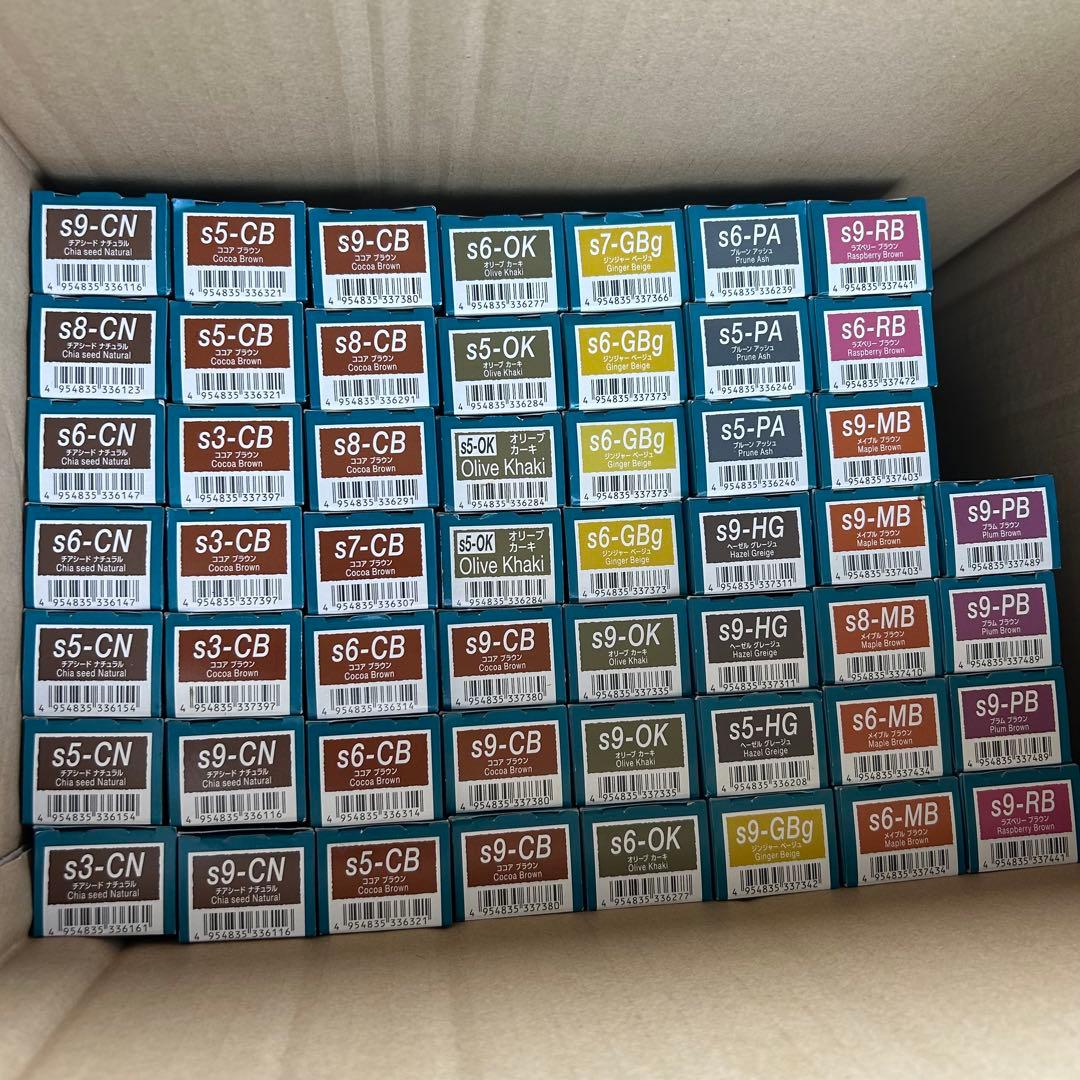 s9-CN
チアシード ナチュラル
Chia seed Natural
4 954835 336116
s5-CB
ココア ブラウン
Cocoa Brown
4 954835 336321
s9-CB
ココア ブラウン
Cocoa Brown
4 954835 337380
s6-OK
オリーブ カーキ
Olive Khaki
4 954835 336277
s7-GBg
ジンジャー ベージュ
Ginger Beige
4 954835 337366
s6-PA
プルーン アッシュ
Prune Ash
4 954835 336239
s9-RB
ラズベリー ブラウン
Raspberry Brown
4 954835 337441
s8-CN
チアシード ナチュラル
Chia seed Natural
4 954835 336123
s5-CB
ココア ブラウン
Cocoa Brown
4 954835 336321
s8-CB
ココア ブラウン
Cocoa Brown
4 954835 336291
s5-OK
オリーブ カーキ
Olive Khaki
4 954835 336284
s6-GBg
ジンジャー ベージュ
Ginger Beige
4 954835 337373
s5-PA
プルーン アッシュ
Prune Ash
4 954835 336246
s6-RB
ラズベリー ブラウン
Raspberry Brown
4 954835 337472
s6-CN
チアシード ナチュラル
Chia seed Natural
4 954835 336147
s3-CB
ココア ブラウン
Cocoa Brown
4 954835 337397
s8-CB
ココア ブラウン
Cocoa Brown
4 954835 336291
s5-OK オリーブ
カーキ
Olive Khaki
4 954835 336284
s6-GBg
ジンジャー ベージュ
Ginger Beige
4 954835 337373
s5-PA
プルーン アッシュ
Prune Ash
4 954835 336246
s9-MB
メイプル ブラウン
Maple Brown
4 954835 337403
s6-CN
チアシード ナチュラル
Chia seed Natural
4 954835 336147
s3-CB
ココア ブラウン
Cocoa Brown
4 954835 337397
s7-CB
ココア ブラウン
Cocoa Brown
4 954835 336307
s5-OK オリーブ
カーキ
Olive Khaki
4 954835 336284
s6-GBg
ジンジャー ベージュ
Ginger Beige
4 954835 337373
s9-HG
ヘーゼル グレージュ
Hazel Greige
4 954835 337311
s9-MB
メイプル ブラウン
Maple Brown
4 954835 337403
s9-PB
プラム ブラウン
Plum Brown
4 954835 337489
s5-CN
チアシード ナチュラル
Chia seed Natural
4 954835 336154
s3-CB
ココア ブラウン
Cocoa Brown
4 954835 337397
s6-CB
ココア ブラウン
Cocoa Brown
4 954835 336314
s9-CB
ココア ブラウン
Cocoa Brown
4 954835 337380
s9-OK
オリーブ カーキ
Olive Khaki
4 954835 337335
s9-HG
ヘーゼル グレージュ
Hazel Greige
4 954835 337311
s8-MB
メイプル ブラウン
Maple Brown
4 954835 337410
s9-PB
プラム ブラウン
Plum Brown
4 954835 337489
s5-CN
チアシード ナチュラル
Chia seed Natural
4 954835 336154
s9-CN
チアシード ナチュラル
Chia seed Natural
4 954835 336116
s6-CB
ココア ブラウン
Cocoa Brown
4 954835 336314
s9-CB
ココア ブラウン
Cocoa Brown
4 954835 337380
s9-OK
オリーブ カーキ
Olive Khaki
4 954835 337335
s5-HG
ヘーゼル グレージュ
Hazel Greige
4 954835 336208
s6-MB
メイプル ブラウン
Maple Brown
4 954835 337434
s9-PB
プラム ブラウン
Plum Brown
4 954835 337489
s3-CN
チアシード ナチュラル
Chia seed Natural
4 954835 336161
s9-CN
チアシード ナチュラル
Chia seed Natural
4 954835 336116
s5-CB
ココア ブラウン
Cocoa Brown
4 954835 336321
s9-CB
ココア ブラウン
Cocoa Brown
4 954835 337380
s6-OK
オリーブ カーキ
Olive Khaki
4 954835 336277
s9-GBg
ジンジャー ベージュ
Ginger Beige
4 954835 337342
s6-MB
メイプル ブラウン
Maple Brown
4 954835 337434
s9-RB
ラズベリー ブラウン
Raspberry Brown
4 954835 337441